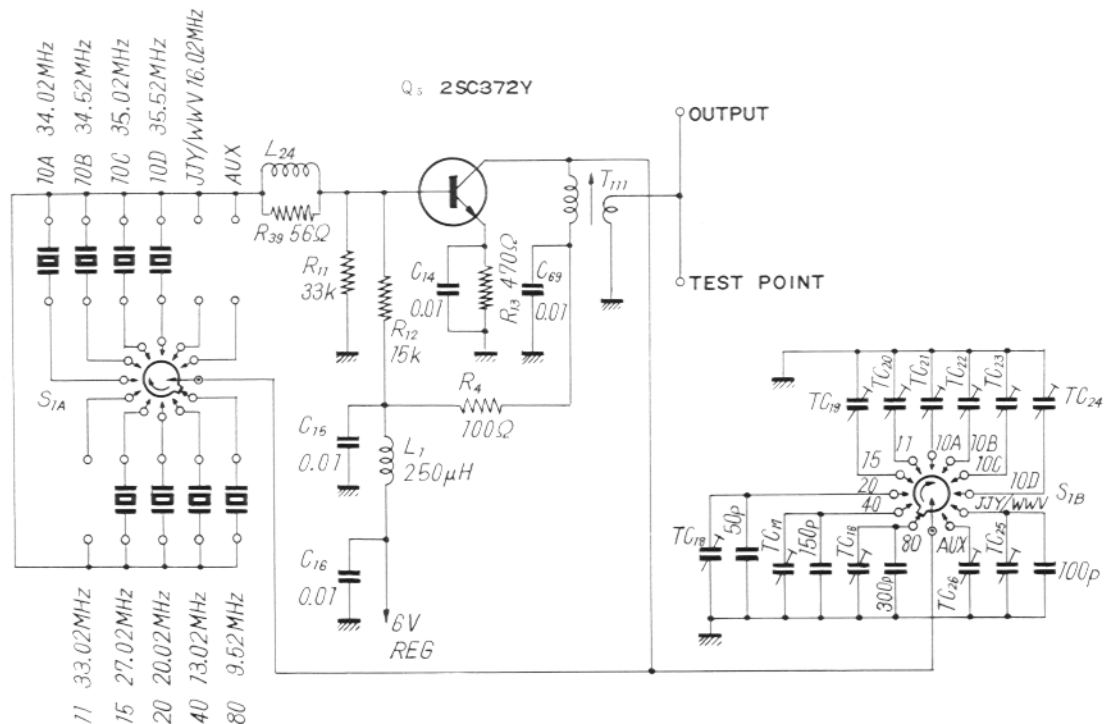 10A 34.02MHz
10B 34.52MHz
10C 35.02MHz
10D 35.52MHz
JJY/WWV 16.02MHz
AUX
Q5 2SC372Y
OUTPUT
L24
T111
R39 56Ω
TEST POINT
R11
33k
C14
0.01
R13 470Ω
C69
0.01
R12
15k
S1A
R4
100Ω
C15
0.01
L1
250μH
C16
0.01
6V
REG
TC19
TC20
TC21
TC22
TC23
TC24
15
11
10A
10B
10C
10D
S1B
20
40
80
AUX
JJY/WWV
TC18
50p
TC17
150p
TC16
300p
TC26
TC25
100p
11 33.02MHz
15 27.02MHz
20 20.02MHz
40 13.02MHz
80 9.52MHz